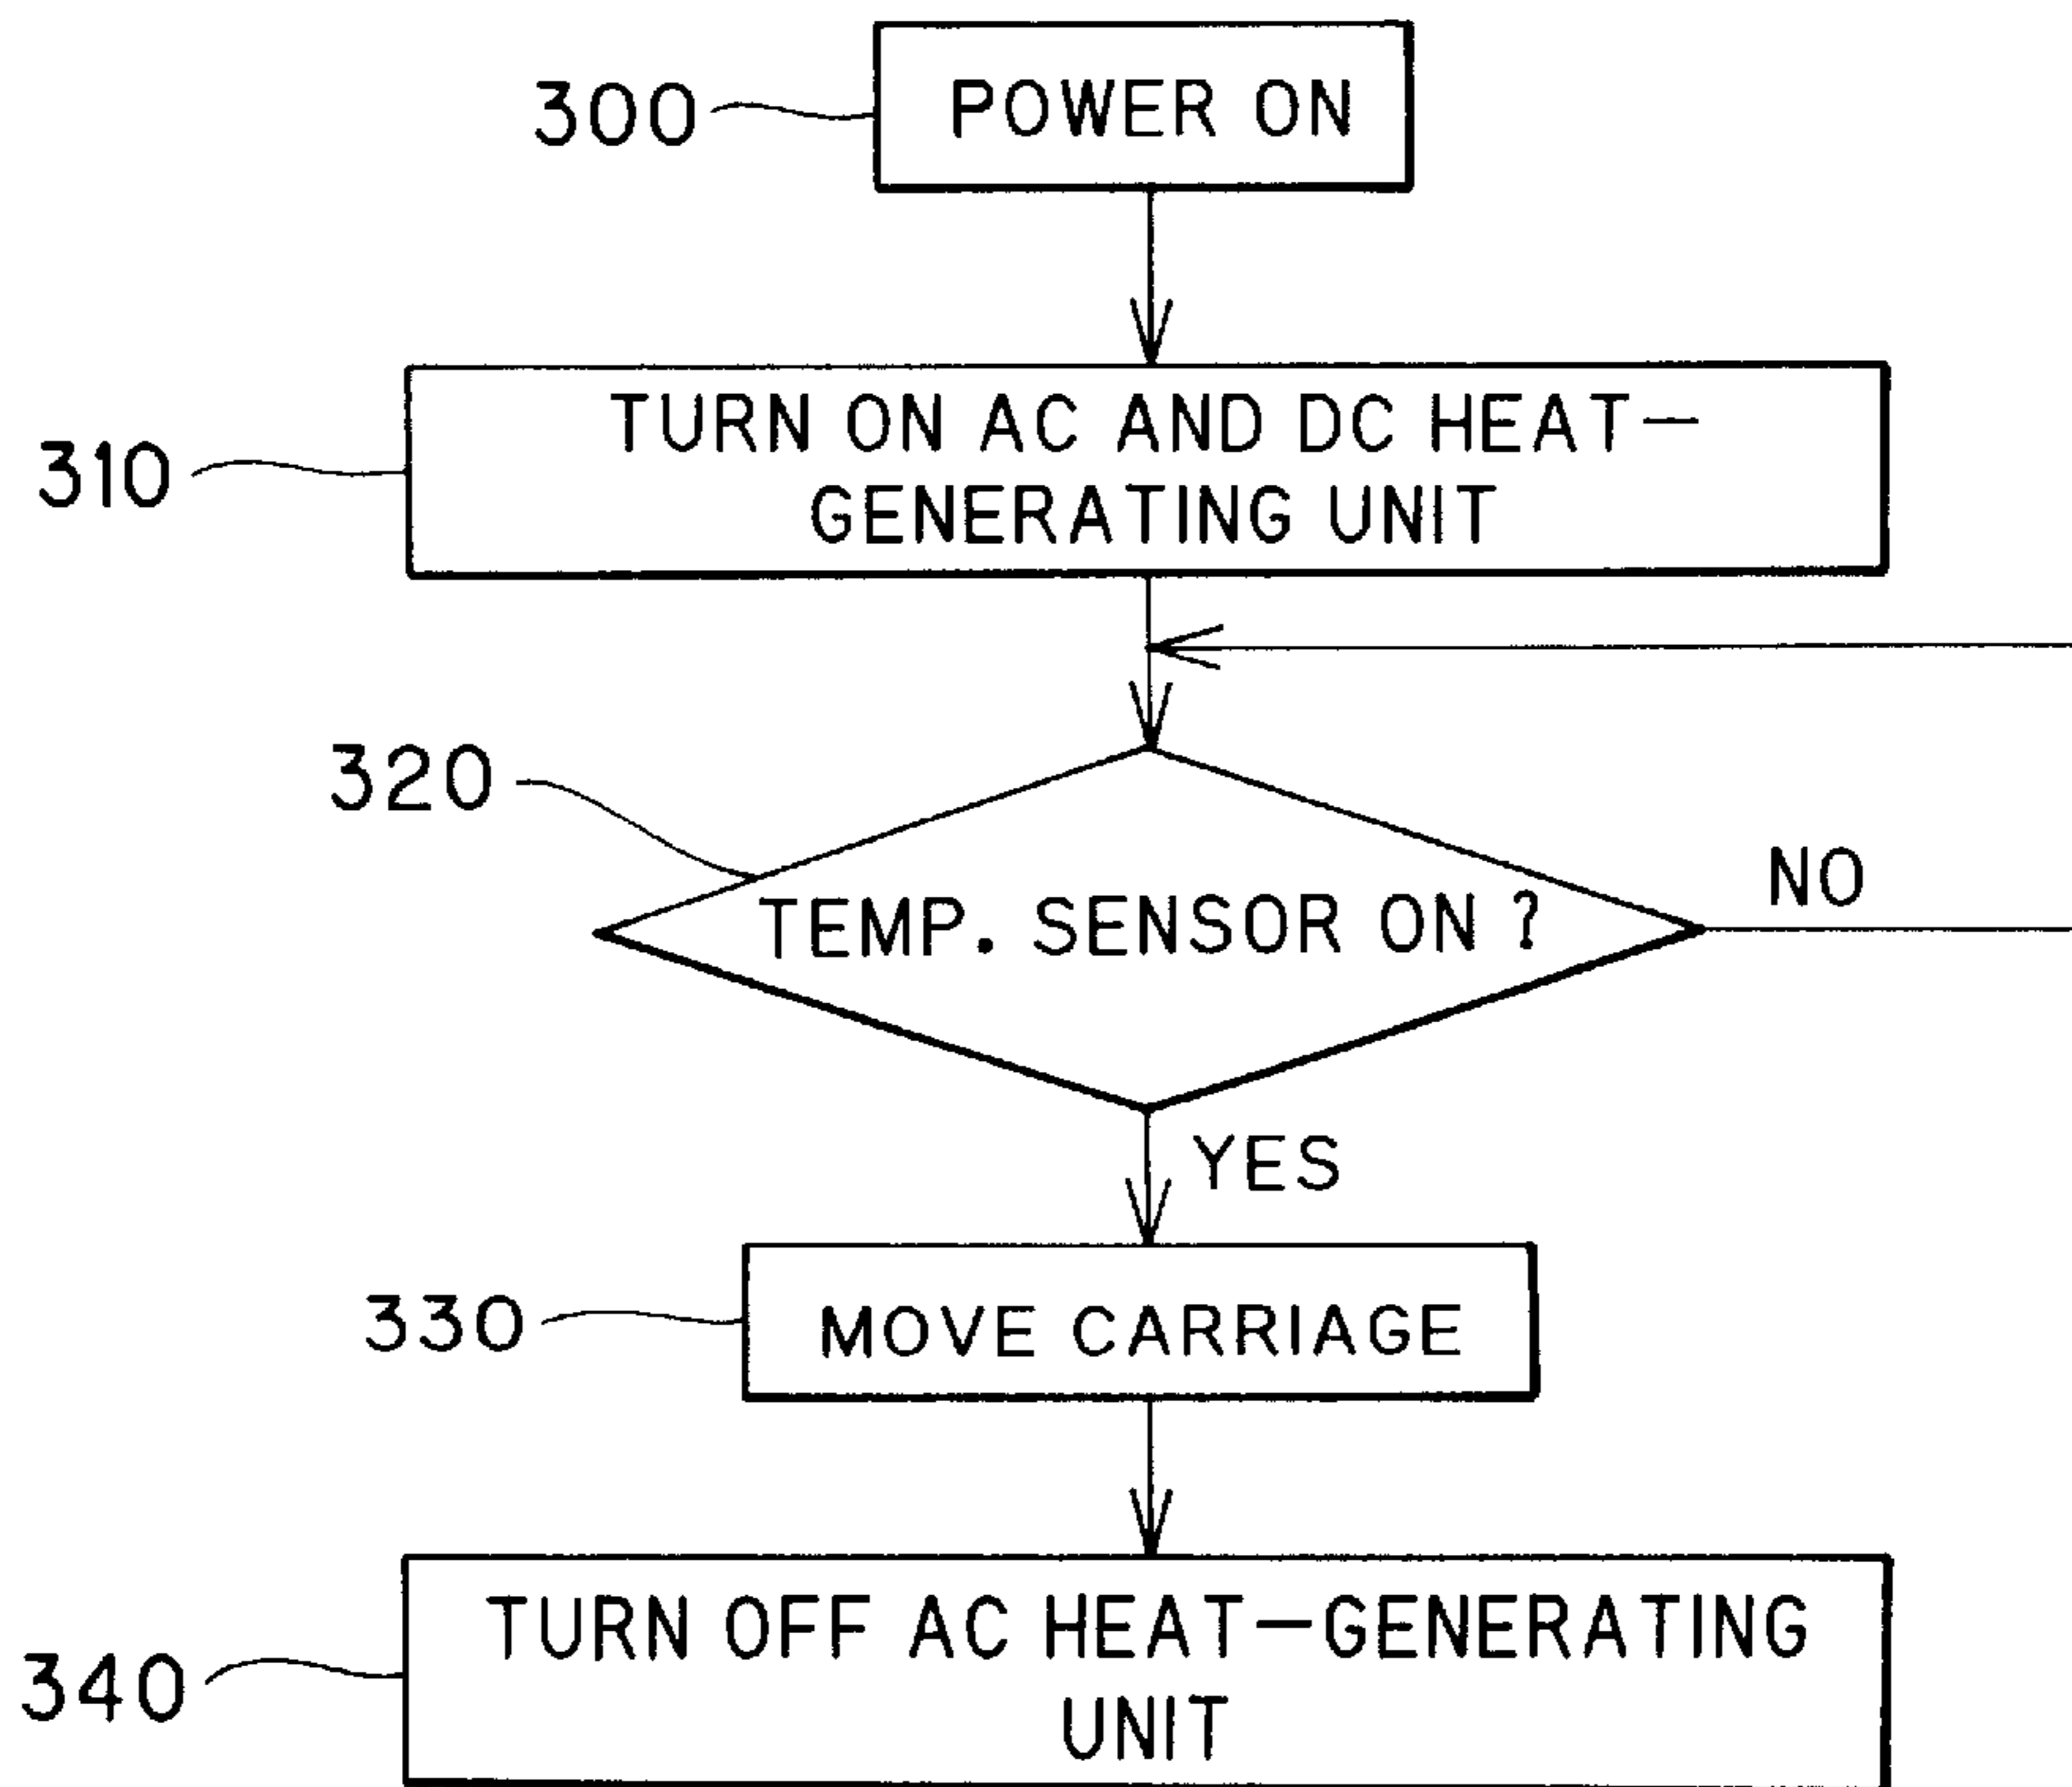 300
POWER ON
310
TURN ON AC AND DC HEAT—
GENERATING UNIT
320
TEMP. SENSOR ON ?
NO
YES
330
MOVE CARRIAGE
340
TURN OFF AC HEAT—GENERATING
UNIT